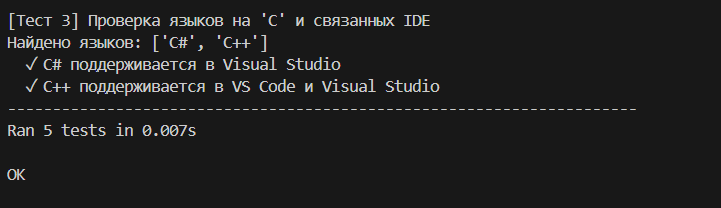 [Тест 3] Проверка языков на 'C' и связанных IDE
Найдено языков: ['C#', 'C++']
  ✓ C# поддерживается в Visual Studio
  ✓ C++ поддерживается в VS Code и Visual Studio
----------------------------------------------------------------------
Ran 5 tests in 0.007s

OK